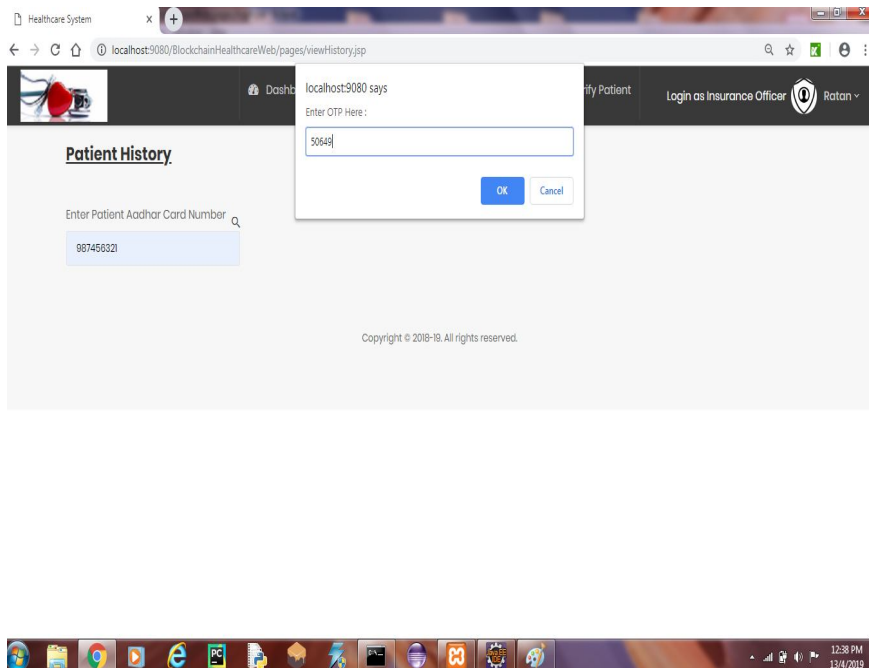 Healthcare System
localhost:9080/BlockchainHealthcareWeb/pages/viewHistory.jsp
localhost:9080 says
Enter OTP Here :
50649
OK Cancel
Dashb
rify Patient
Login as Insurance Officer Ratan
Patient History
Enter Patient Aadhar Card Number
987456321
Copyright © 2018-19. All rights reserved.
PC
12:38 PM
13/4/2019